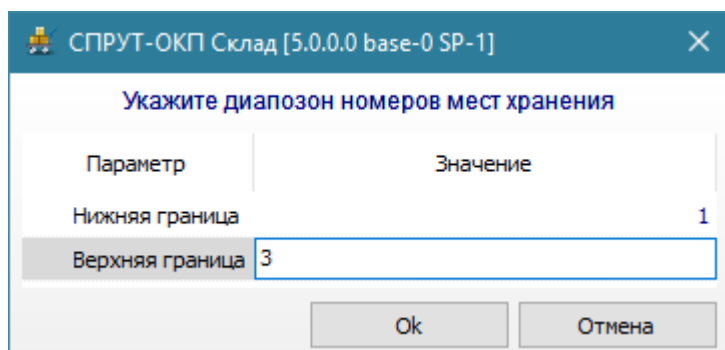 СПРУТ-ОКП Склад [5.0.0.0 base-0 SP-1]
Укажите диапозон номеров мест хранения
Параметр Значение
Нижняя граница 1
Верхняя граница 3
Ok Отмена